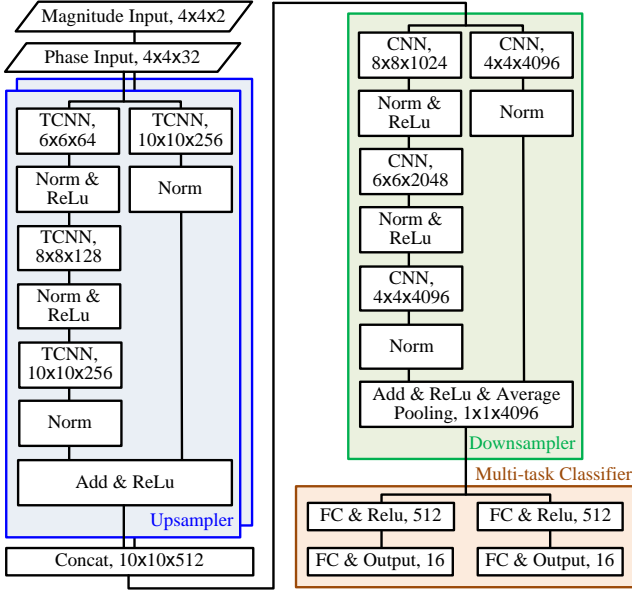 Magnitude Input, 4x4x2
Phase Input, 4x4x32
TCNN,
6x6x64
TCNN,
10x10x256
Norm &
ReLu
Norm
TCNN,
8x8x128
Norm &
ReLu
TCNN,
10x10x256
Norm
Add & ReLu
Upsampler
Concat, 10x10x512
CNN,
8x8x1024
CNN,
4x4x4096
Norm &
ReLu
Norm
CNN,
6x6x2048
Norm &
ReLu
CNN,
4x4x4096
Norm
Add & ReLu & Average
Pooling, 1x1x4096
Downsampler
Multi-task Classifier
FC & Relu, 512
FC & Relu, 512
FC & Output, 16
FC & Output, 16